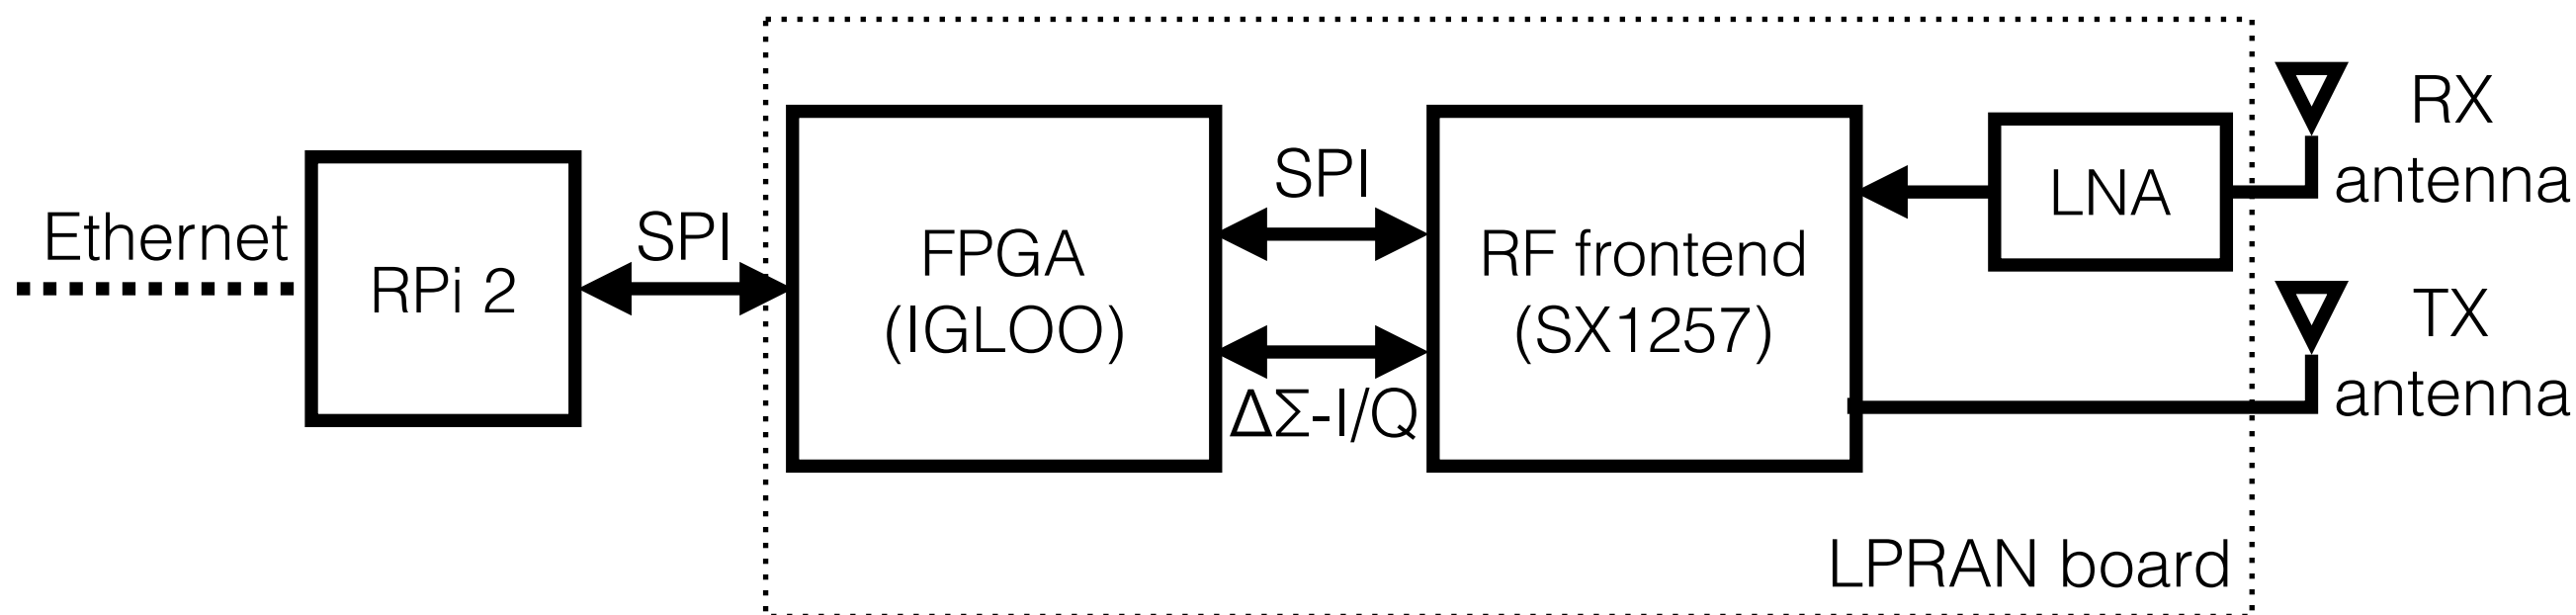 Ethernet
RPi 2
SPI
FPGA
(IGLOO)
SPI
ΔΣ-I/Q
RF frontend
(SX1257)
LNA
RX
antenna
TX
antenna
LPRAN board